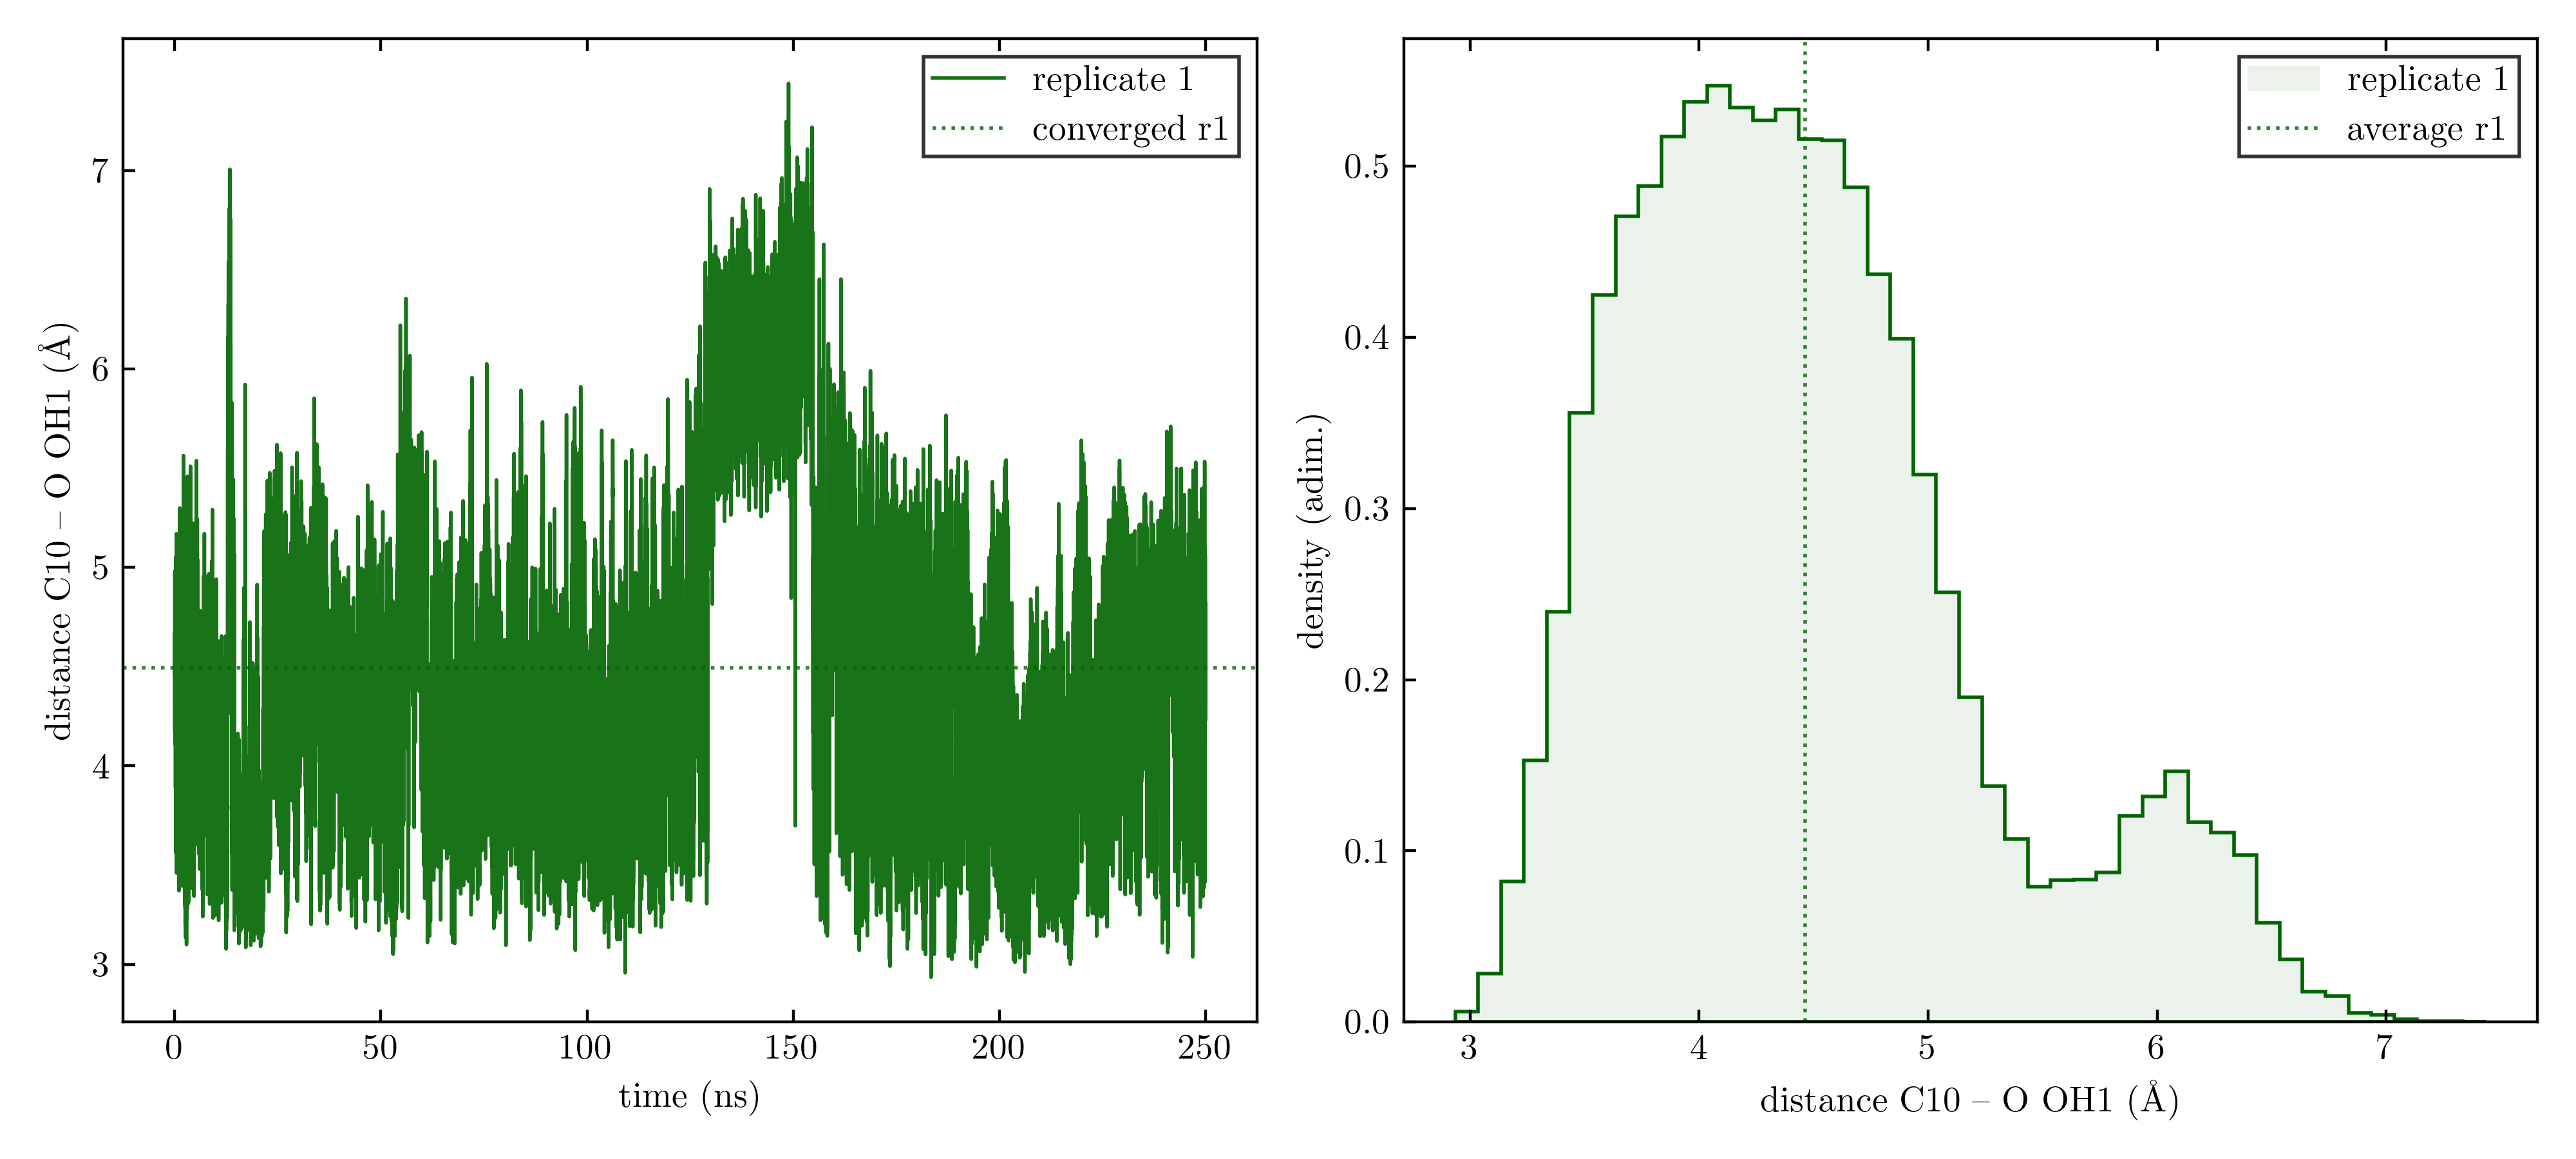 replicate 1
converged r1
7
6
5
4
3
distance C10 – O OH1 (Å)
0 50 100 150 200 250
time (ns)
replicate 1
average r1
0.5
0.4
0.3
0.2
0.1
0.0
density (adim.)
3 4 5 6 7
distance C10 – O OH1 (Å)